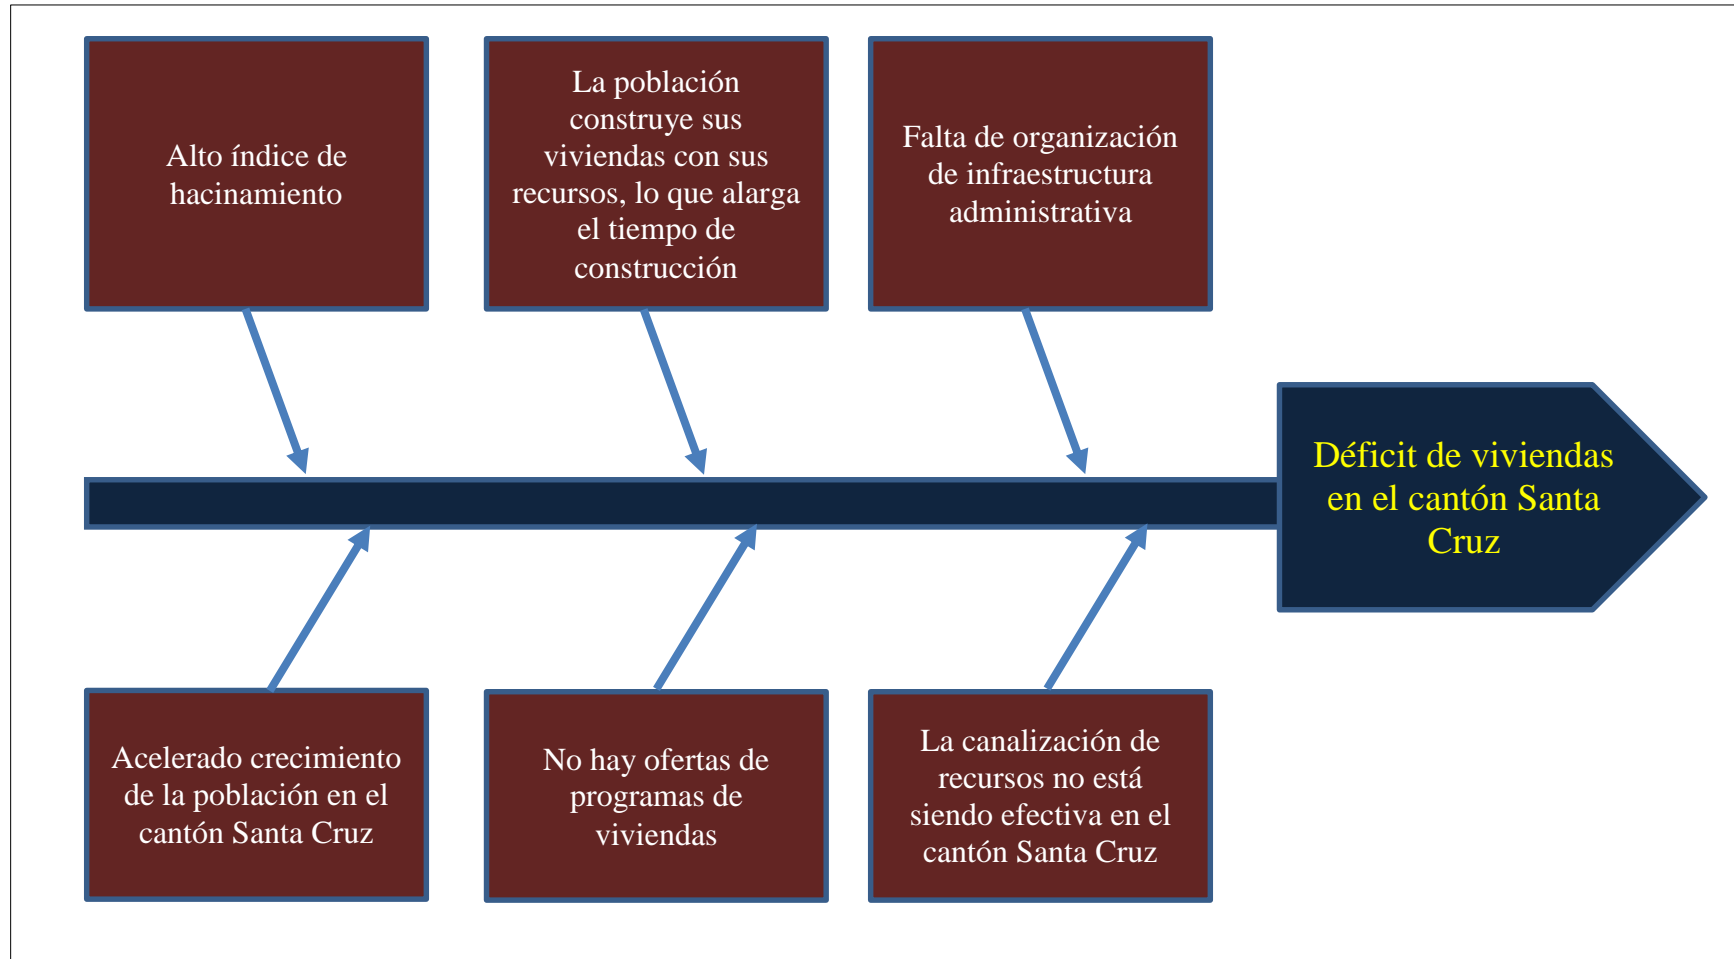 Alto índice de
hacinamiento
La población
construye sus
viviendas con sus
recursos, lo que alarga
el tiempo de
construcción
Falta de organización
de infraestructura
administrativa
Déficit de viviendas
en el cantón Santa
Cruz
Acelerado crecimiento
de la población en el
cantón Santa Cruz
No hay ofertas de
programas de
viviendas
La canalización de
recursos no está
siendo efectiva en el
cantón Santa Cruz